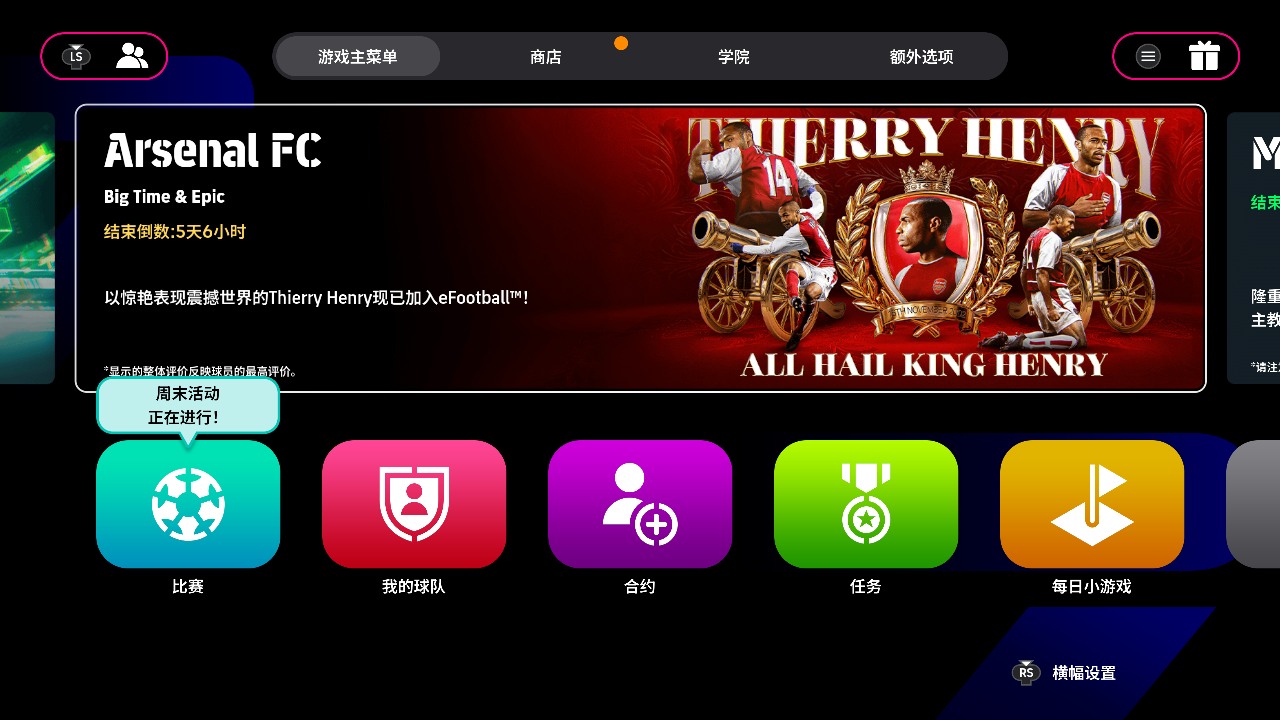 LS
游戏主菜单
商店
学院
额外选项
Arsenal FC
Big Time & Epic
结束倒数:5天6小时
以惊艳表现震撼世界的Thierry Henry现已加入eFootball™!
*显示的整体评价反映球员的最高评价。
THIERRY HENRY
14
ALL HAIL KING HENRY
M
结束
隆重
主教
*请注
周末活动
正在进行!
比赛
我的球队
合约
任务
每日小游戏
RS
横幅设置